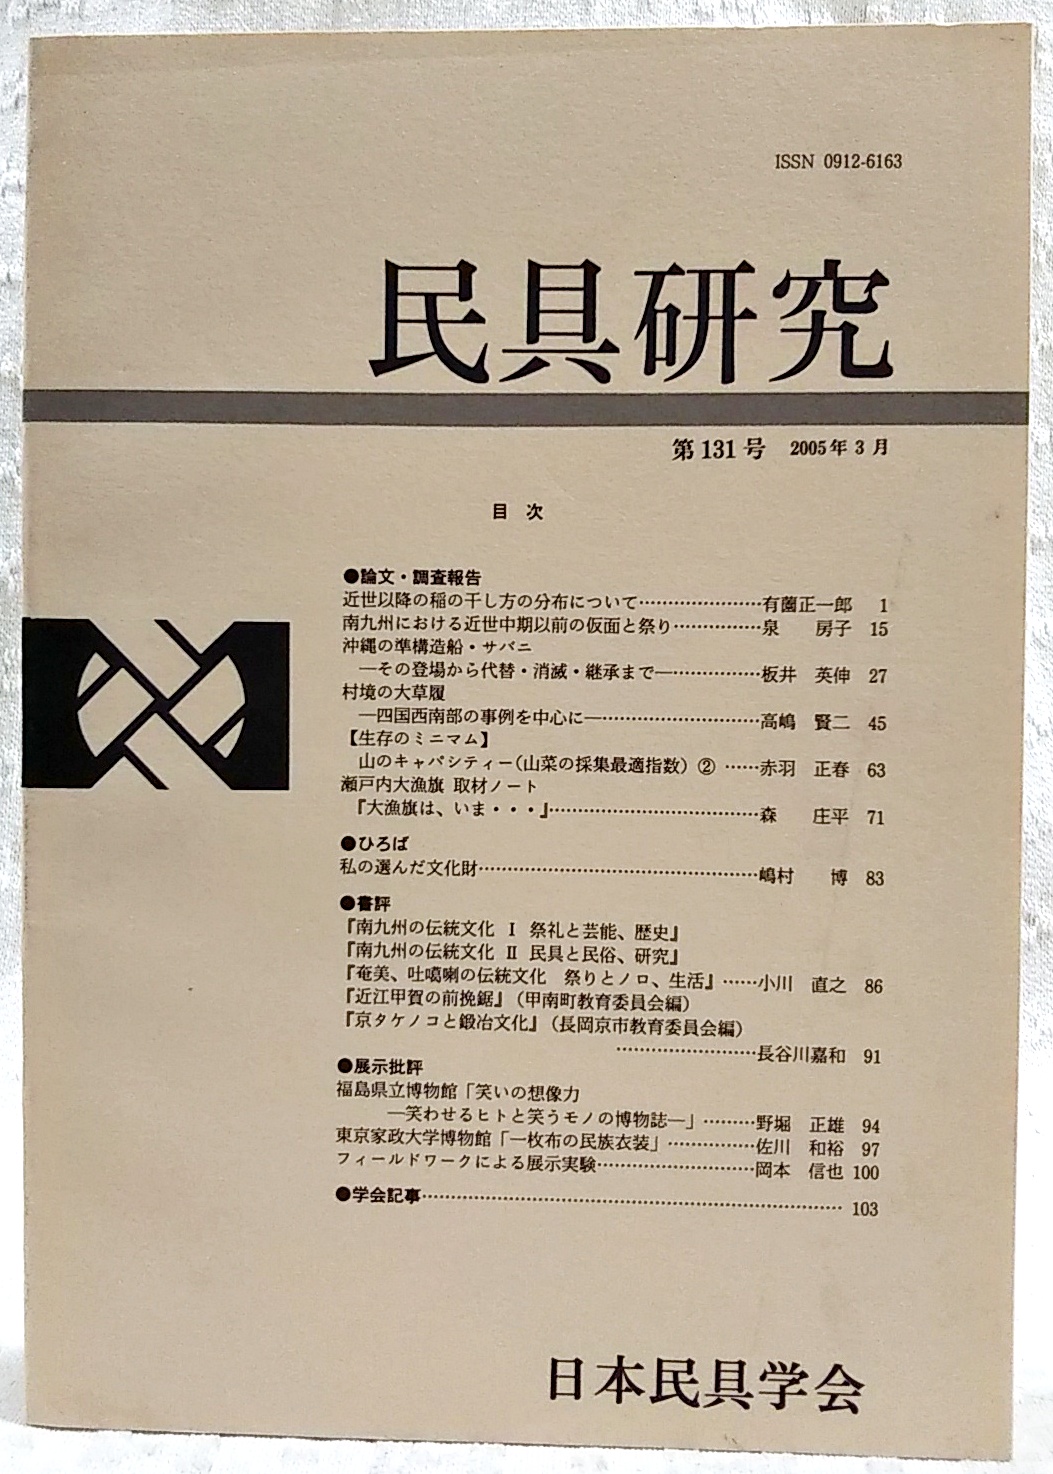 ISSN 0912-6163
民具研究
第131号 2005年3月
目 次
●論文・調査報告
近世以降の稲の干し方の分布について……………………有薗正一郎 1
南九州における近世中期以前の仮面と祭り……………泉 房子 15
沖縄の準構造船・サバニ
―その登場から代替・消滅・継承まで―……………板井 英伸 27
村境の大草履
―四国西南部の事例を中心に―…………………………高嶋 賢二 45
【生存のミニマム】
山のキャパシティー(山菜の採集最適指数) ② ……赤羽 正春 63
瀬戸内大漁旗 取材ノート
『大漁旗は、いま・・・』……………………………………森 庄平 71
●ひろば
私の選んだ文化財………………………………………………嶋村 博 83
●書評
『南九州の伝統文化 Ⅰ 祭礼と芸能、歴史』
『南九州の伝統文化 Ⅱ 民具と民俗、研究』
『奄美、吐噶喇の伝統文化 祭りとノロ、生活』……小川 直之 86
『近江甲賀の前挽鋸』(甲南町教育委員会編)
『京タケノコと鍛冶文化』(長岡京市教育委員会編)
………………………長谷川嘉和 91
●展示批評
福島県立博物館「笑いの想像力
―笑わせるヒトと笑うモノの博物誌―」………野堀 正雄 94
東京家政大学博物館「一枚布の民族衣装」……………佐川 和裕 97
フィールドワークによる展示実験…………………………岡本 信也 100
●学会記事……………………………………………………………………… 103
日本民具学会